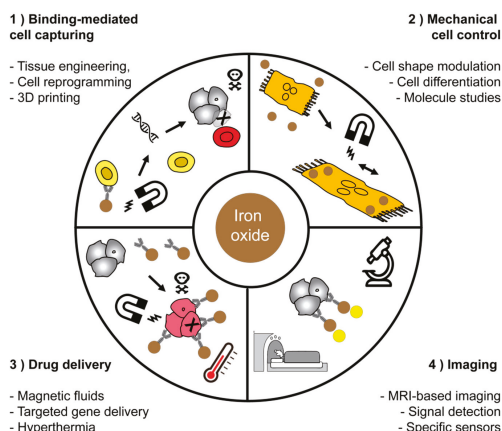 1 ) Binding-mediated
cell capturing
- Tissue engineering,
- Cell reprogramming
- 3D printing
2 ) Mechanical
cell control
- Cell shape modulation
- Cell differentiation
- Molecule studies
Iron
oxide
3 ) Drug delivery
- Magnetic fluids
- Targeted gene delivery
- Hyperthermia
4 ) Imaging
- MRI-based imaging
- Signal detection
- Specific sensors